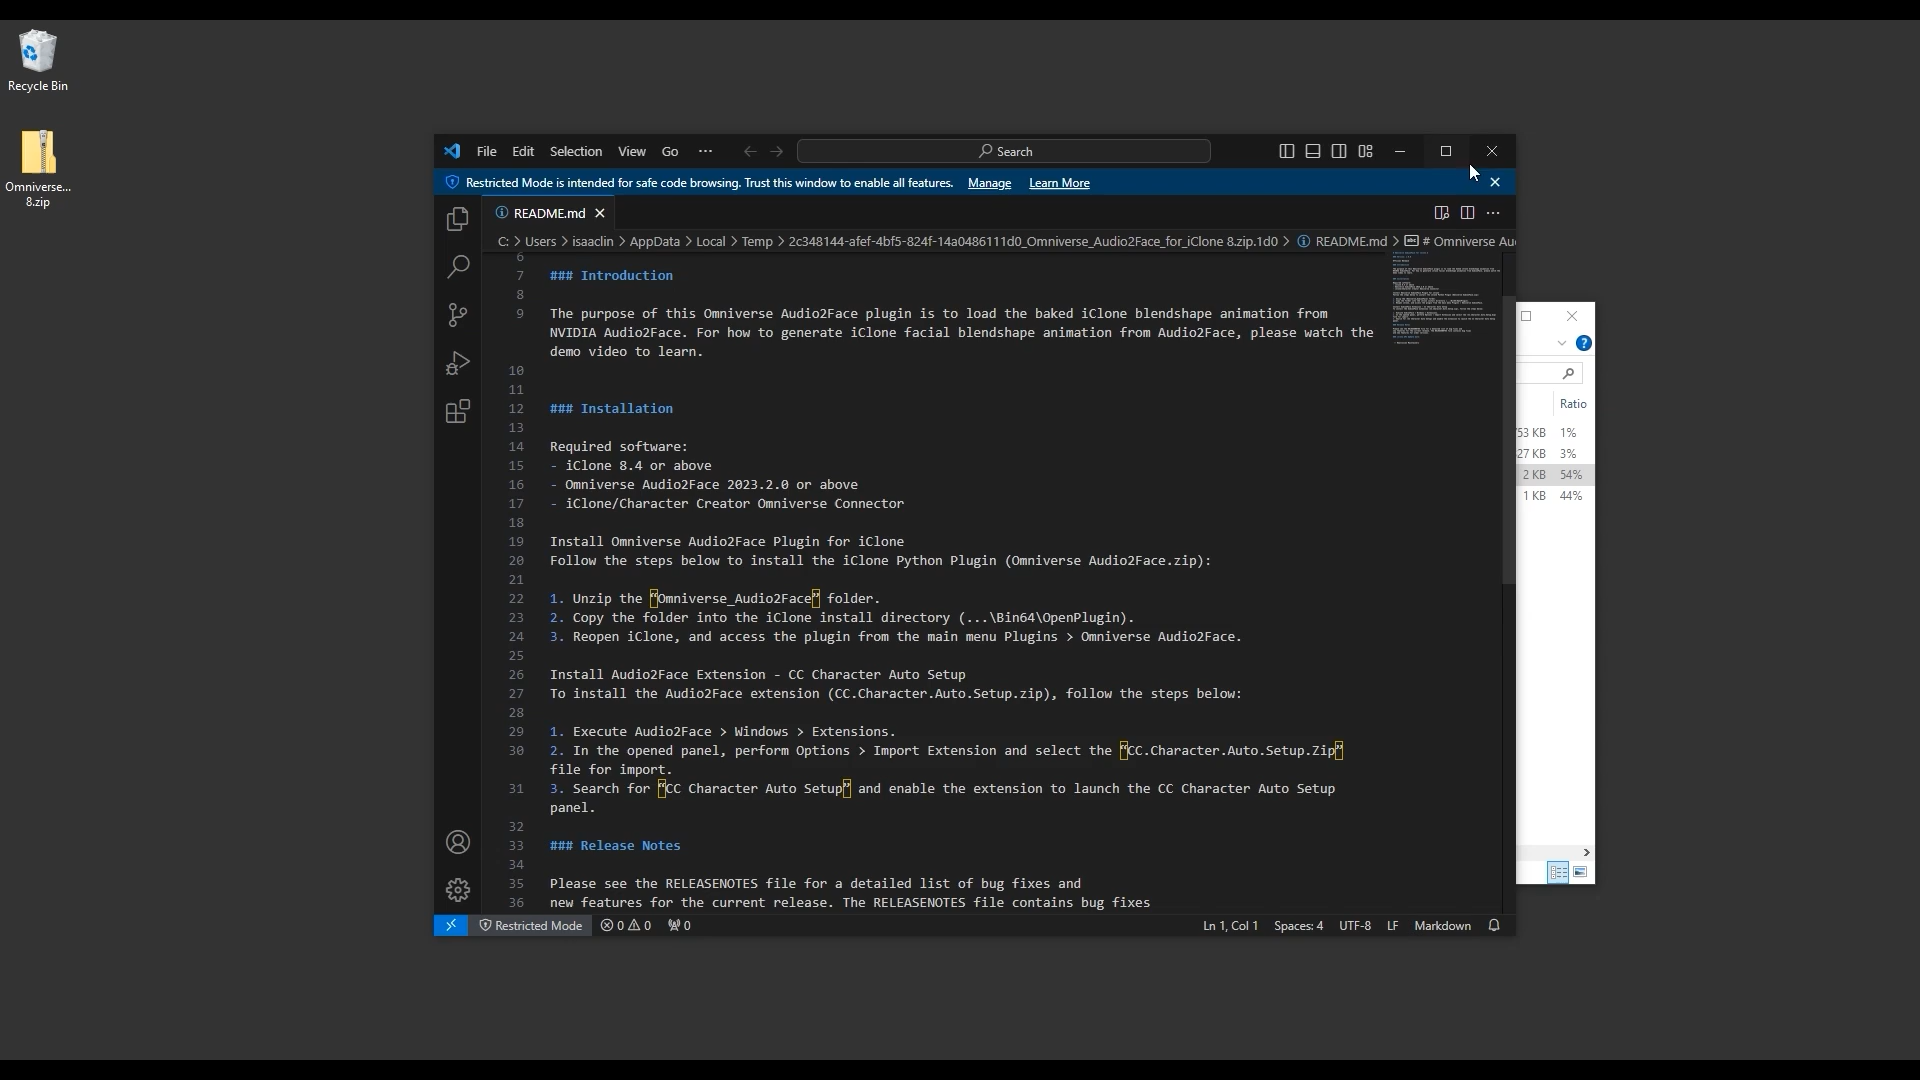 Recycle Bin
Omniverse...
8.zip
File Edit Selection View Go ··· Search
Restricted Mode is intended for safe code browsing. Trust this window to enable all features. Manage Learn More
README.md
C: > Users > isaaclin > AppData > Local > Temp > 2c348144-afef-4bf5-824f-14a0486111d0_Omniverse_Audio2Face_for_iClone 8.zip.1d0 > README.md > # Omniverse Au
6
7 ### Introduction
8
9 The purpose of this Omniverse Audio2Face plugin is to load the baked iClone blendshape animation from
NVIDIA Audio2Face. For how to generate iClone facial blendshape animation from Audio2Face, please watch the
demo video to learn.
10
11
12 ### Installation
13
14 Required software:
15 - iClone 8.4 or above
16 - Omniverse Audio2Face 2023.2.0 or above
17 - iClone/Character Creator Omniverse Connector
18
19 Install Omniverse Audio2Face Plugin for iClone
20 Follow the steps below to install the iClone Python Plugin (Omniverse Audio2Face.zip):
21
22 1. Unzip the “Omniverse_Audio2Face” folder.
23 2. Copy the folder into the iClone install directory (...\Bin64\OpenPlugin).
24 3. Reopen iClone, and access the plugin from the main menu Plugins > Omniverse Audio2Face.
25
26 Install Audio2Face Extension - CC Character Auto Setup
27 To install the Audio2Face extension (CC.Character.Auto.Setup.zip), follow the steps below:
28
29 1. Execute Audio2Face > Windows > Extensions.
30 2. In the opened panel, perform Options > Import Extension and select the “CC.Character.Auto.Setup.Zip”
file for import.
31 3. Search for “CC Character Auto Setup” and enable the extension to launch the CC Character Auto Setup
panel.
32
33 ### Release Notes
34
35 Please see the RELEASENOTES file for a detailed list of bug fixes and
36 new features for the current release. The RELEASENOTES file contains bug fixes
Restricted Mode 0 0 0 Ln 1, Col 1 Spaces: 4 UTF-8 LF Markdown
Ratio
53 KB 1%
27 KB 3%
2 KB 54%
1 KB 44%